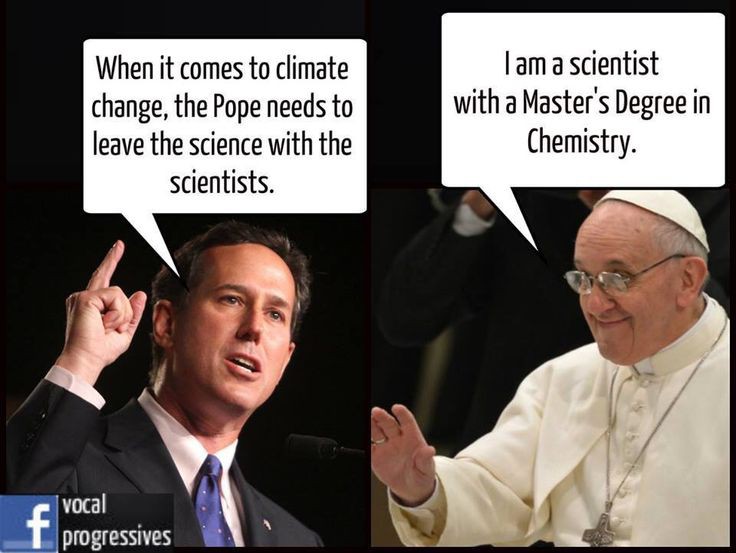 When it comes to climate
change, the Pope needs to
leave the science with the
scientists.
I am a scientist
with a Master's Degree in
Chemistry.
f
vocal
progressives